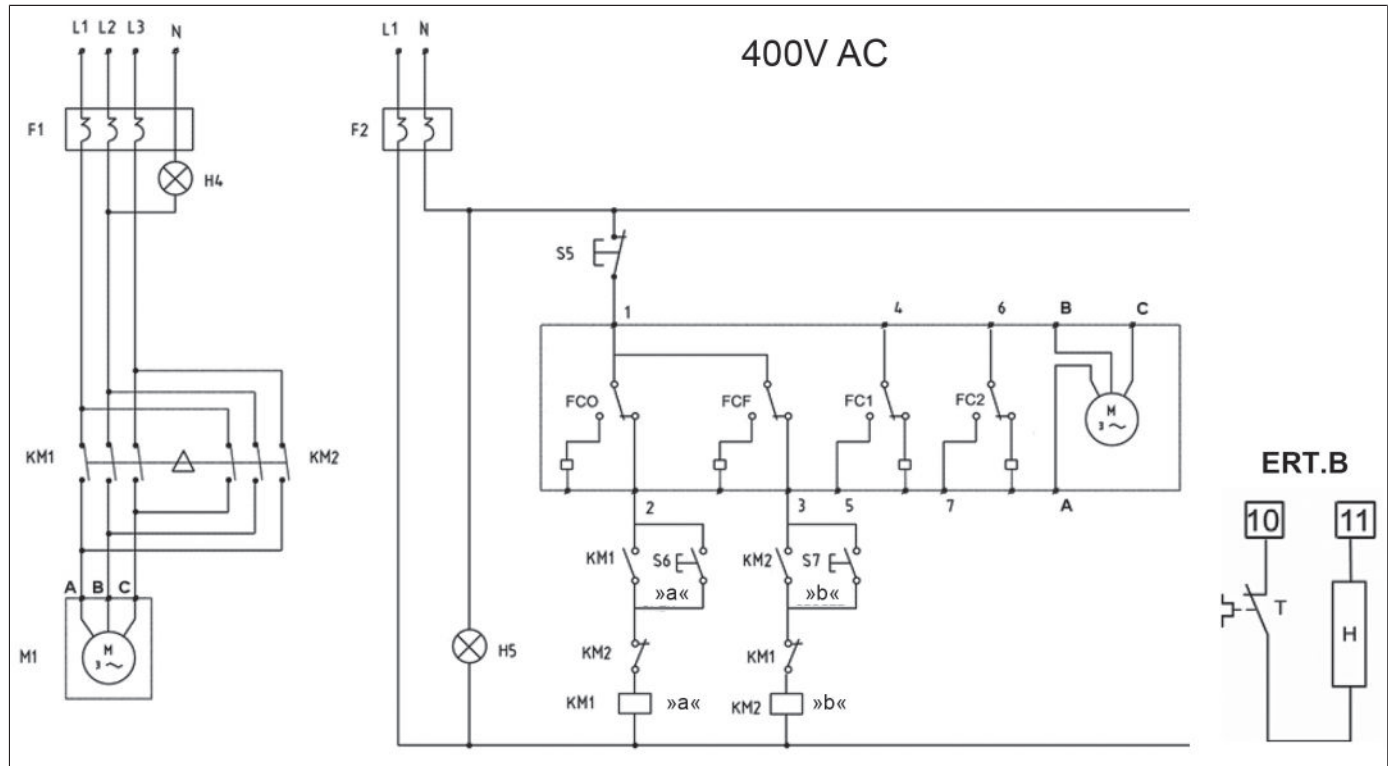 L1 L2 L3 N
L1 N
400V AC
F1
F2
H4
S5
1
4
6
B
C
FCO
FCF
FC1
FC2
M
3 ~
KM1
KM2
2
3
5
7
A
ERT.B
10
11
T
H
KM1
S6
»a«
KM2
S7
»b«
A B C
M1
M
3 ~
H5
KM2
KM1
KM1
»a«
KM2
»b«